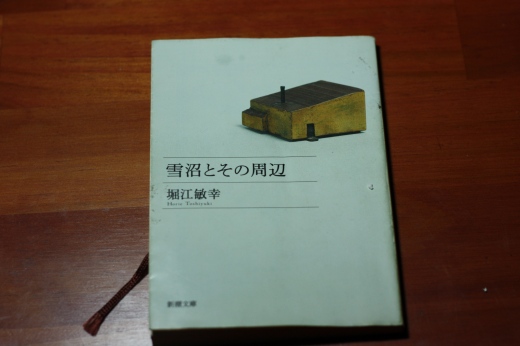 雪沼とその周辺
堀江敏幸
Horie Toshiyuki
新潮文庫